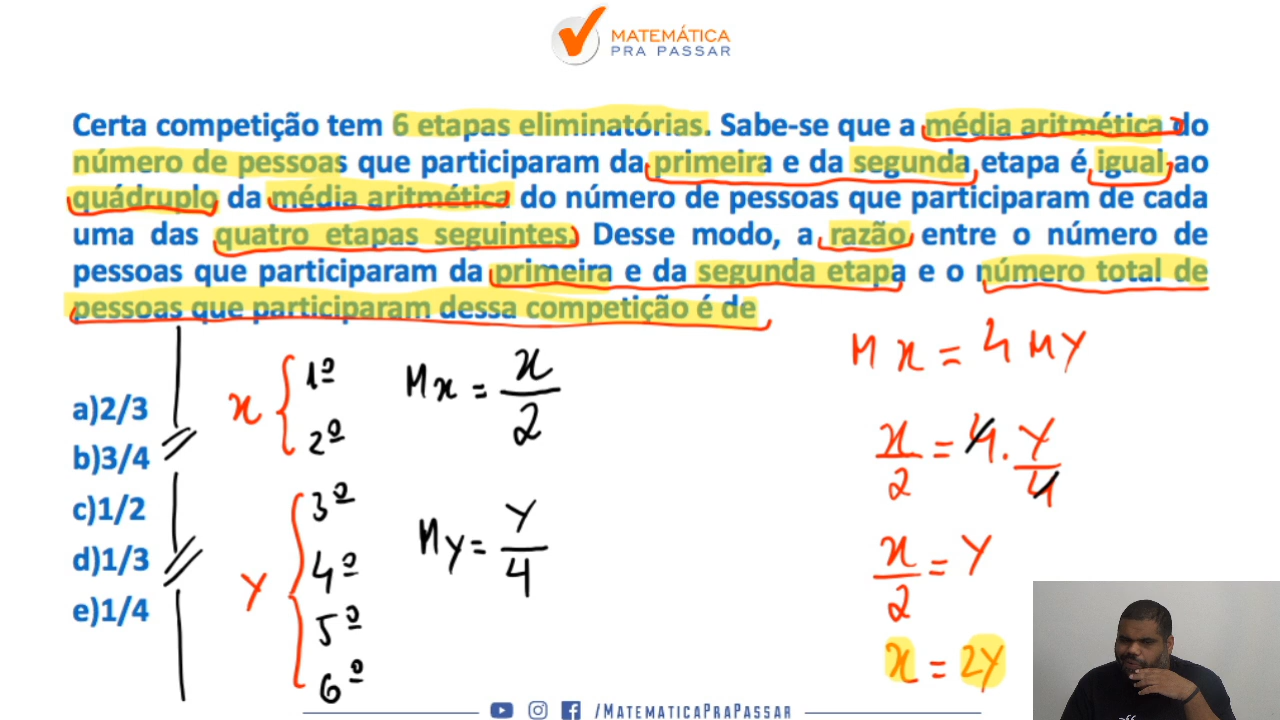 MATEMÁTICA
PRA PASSAR
Certa competição tem 6 etapas eliminatórias. Sabe-se que a média aritmética do
número de pessoas que participaram da primeira e da segunda etapa é igual ao
quádruplo da média aritmética do número de pessoas que participaram de cada
uma das quatro etapas seguintes. Desse modo, a razão entre o número de
pessoas que participaram da primeira e da segunda etapa e o número total de
pessoas que participaram dessa competição é de
a)2/3
b)3/4
c)1/2
d)1/3
e)1/4
x { 1º
2º
Mx = x/2
y { 3º
4º
5º
6º
My = y/4
Mx = 4 My
x/2 = 4 . y/4
x/2 = y
x = 2y
/MatematicaPraPassar